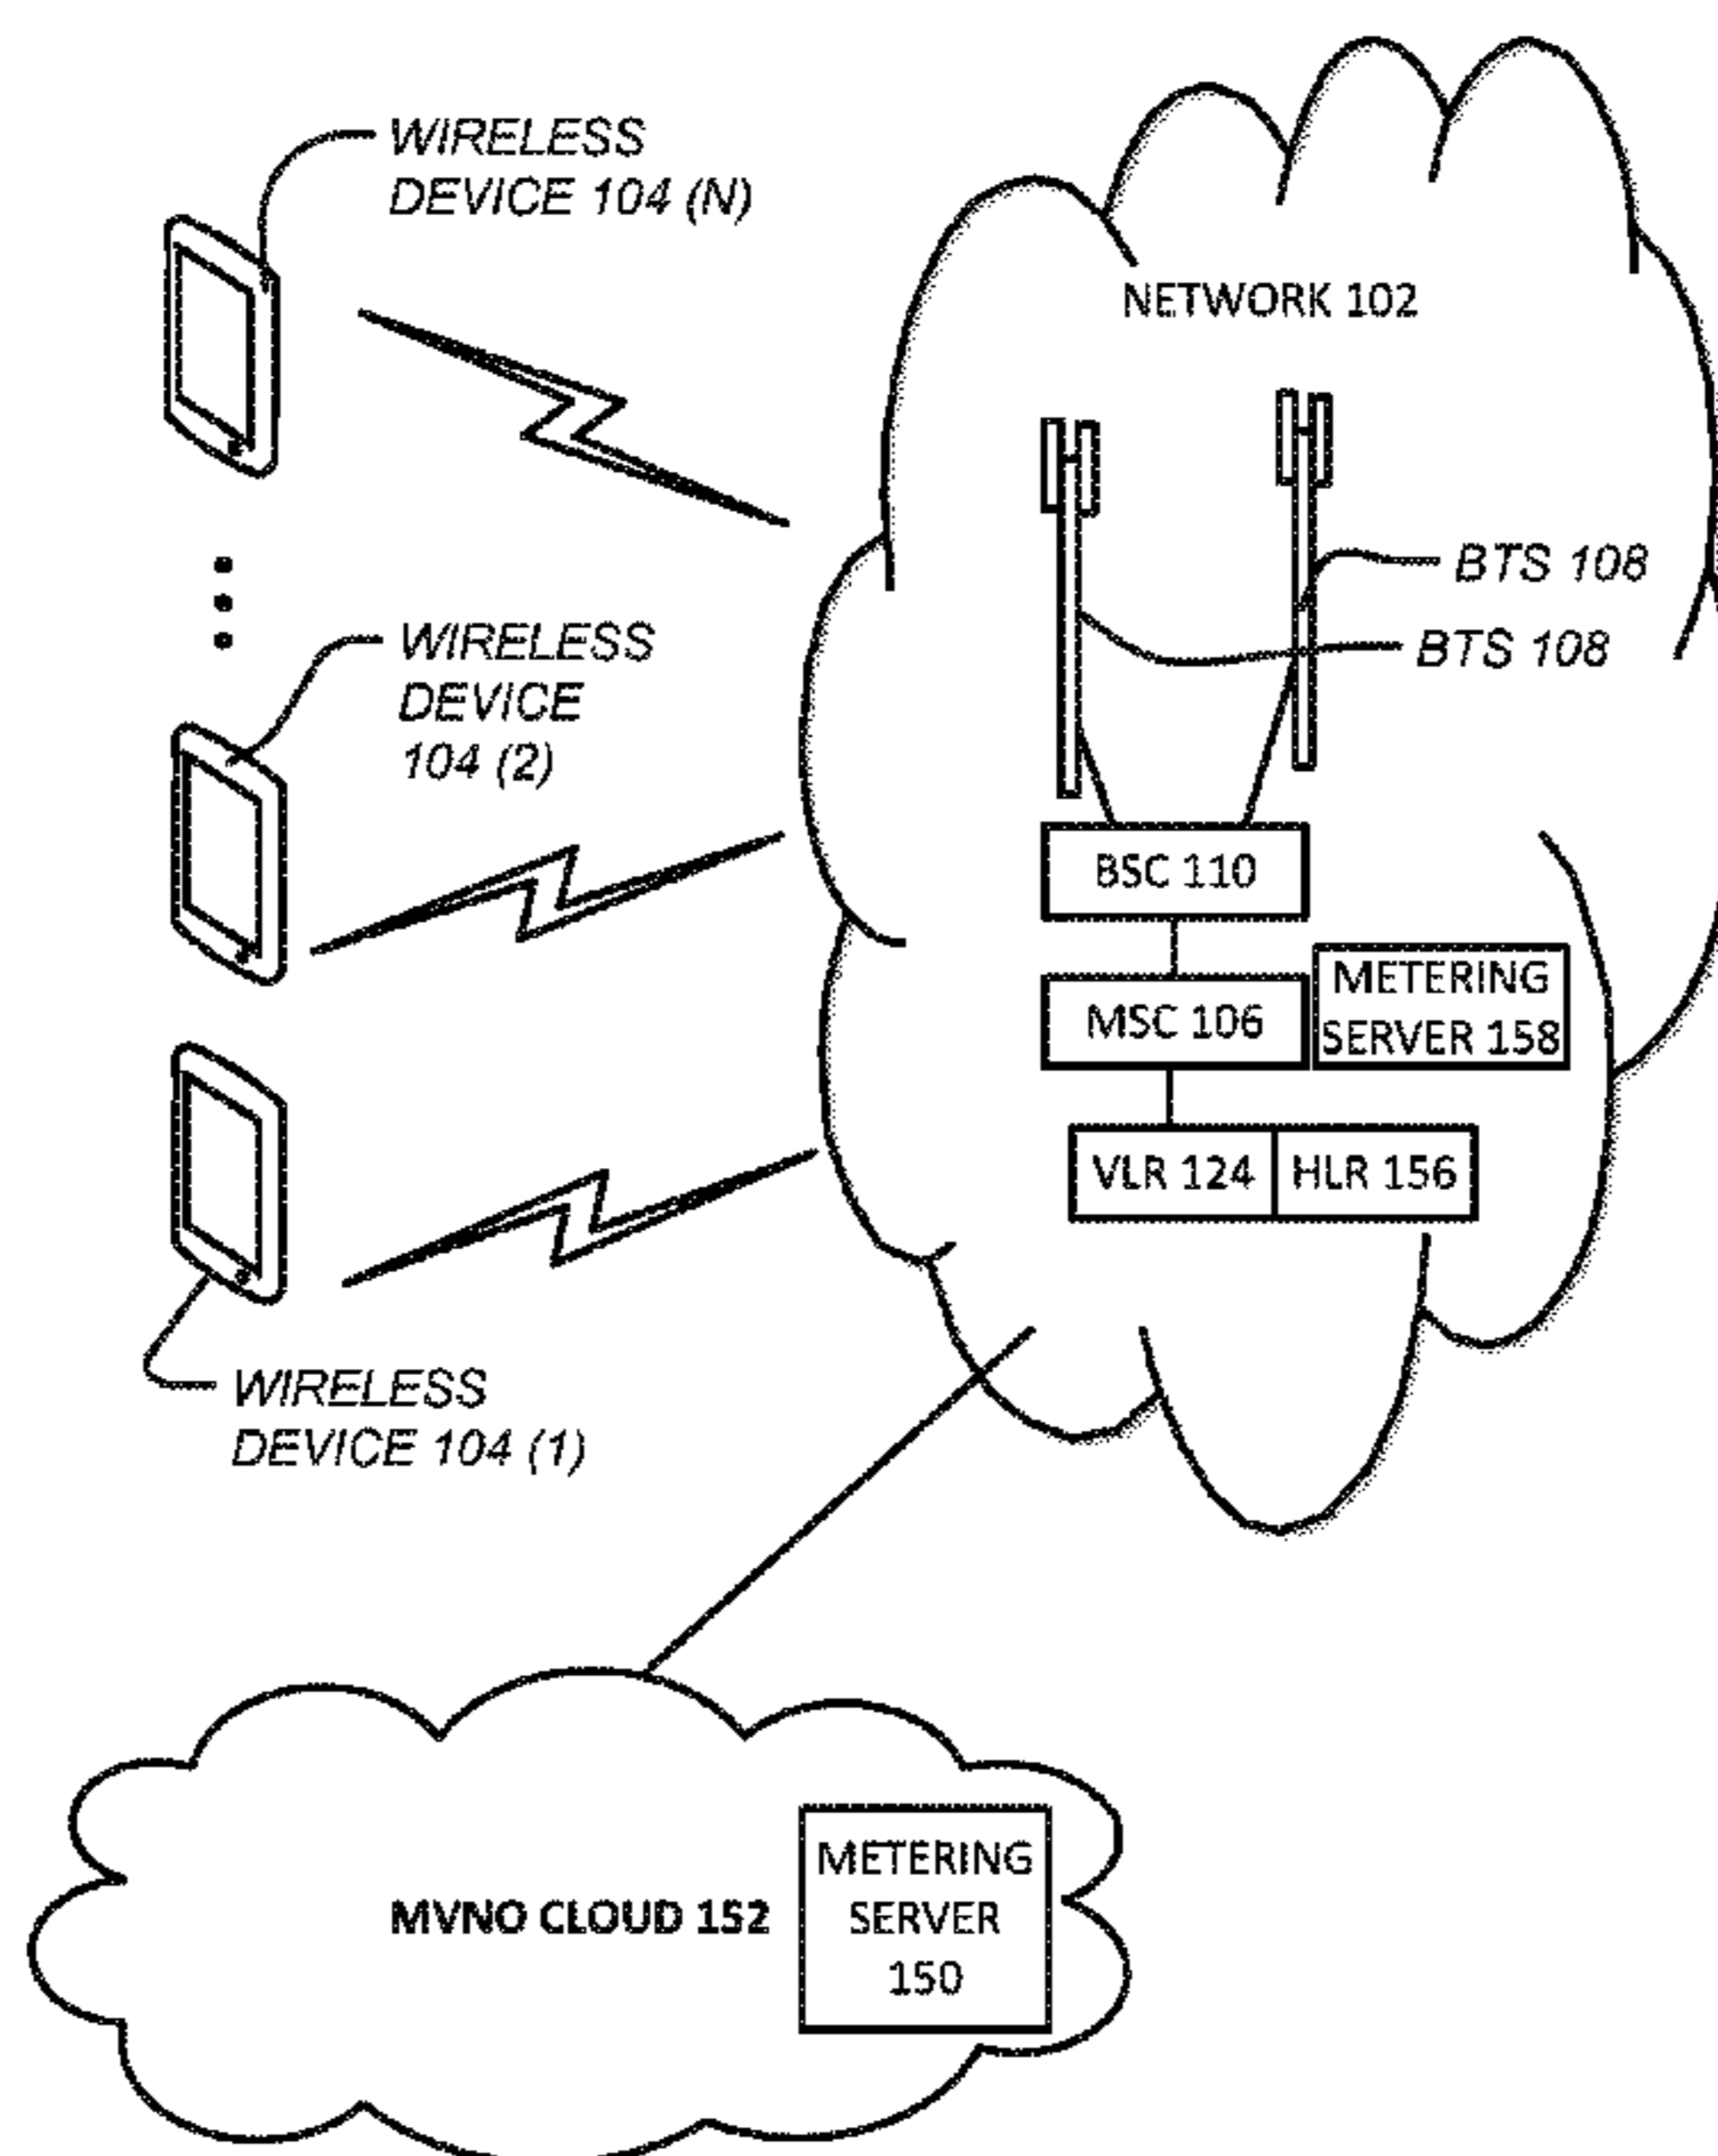 WIRELESS
DEVICE 104 (N)
NETWORK 102
BTS 108
BTS 108
WIRELESS
DEVICE
104 (2)
BSC 110
METERING
SERVER 158
MSC 106
VLR 124
HLR 156
WIRELESS
DEVICE 104 (1)
METERING
SERVER
150
MVNO CLOUD 152